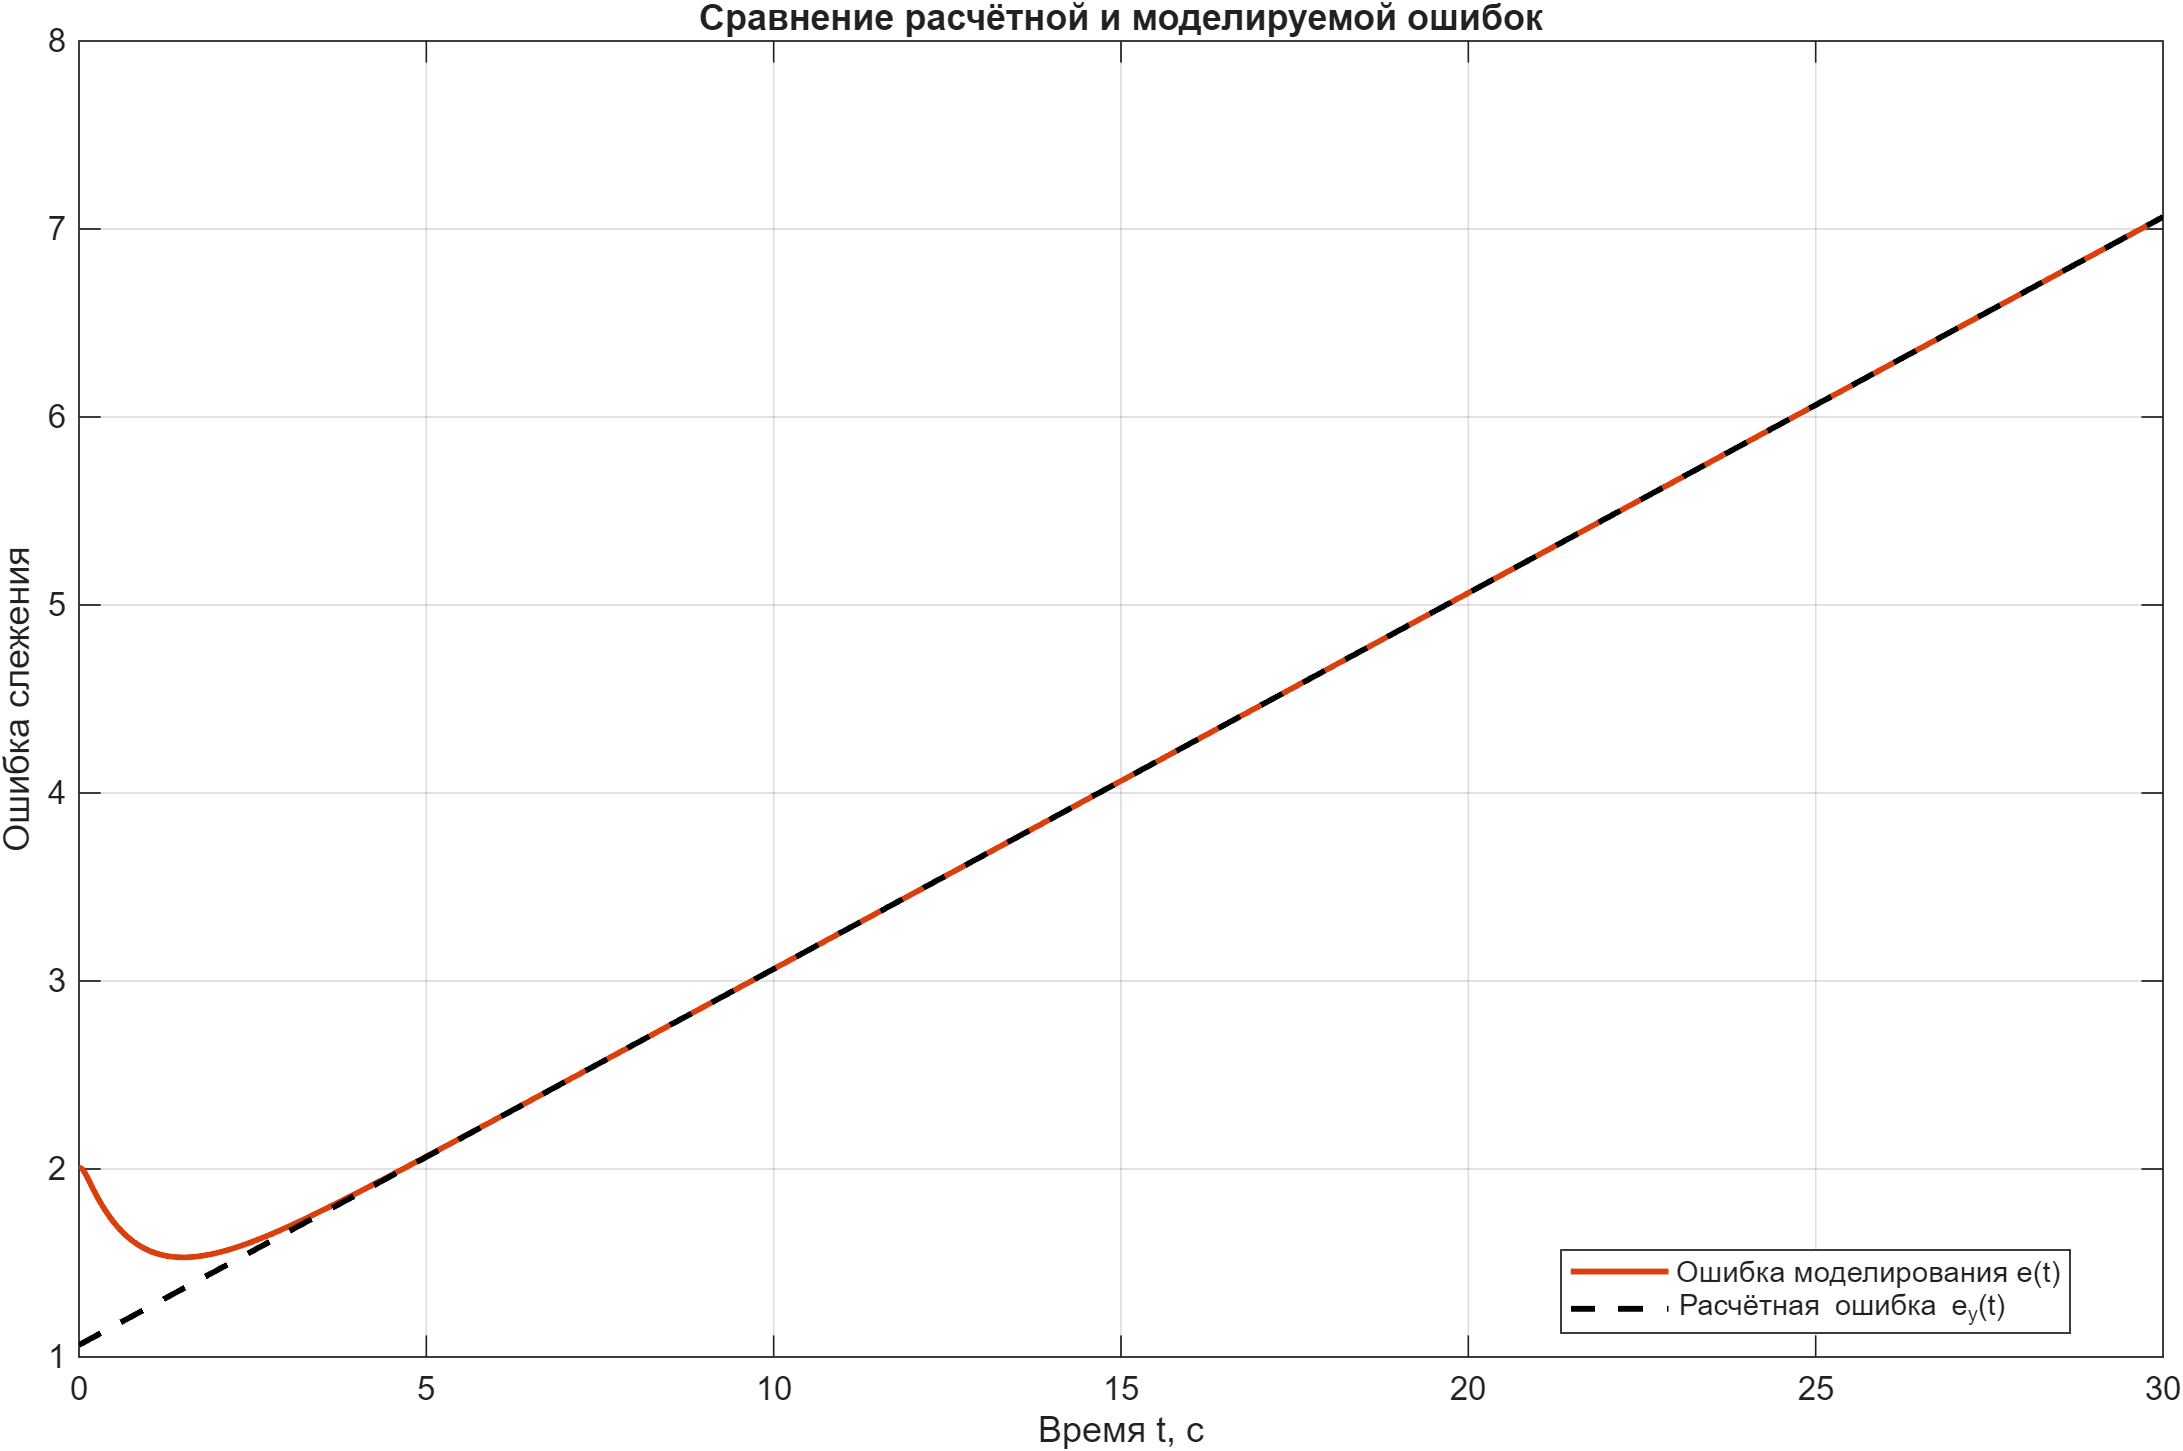 Сравнение расчётной и моделируемой ошибок
8
7
6
5
4
3
2
1
Ошибка слежения
0 5 10 15 20 25 30
Время t, с
Ошибка моделирования e(t)
Расчётная ошибка e_y(t)